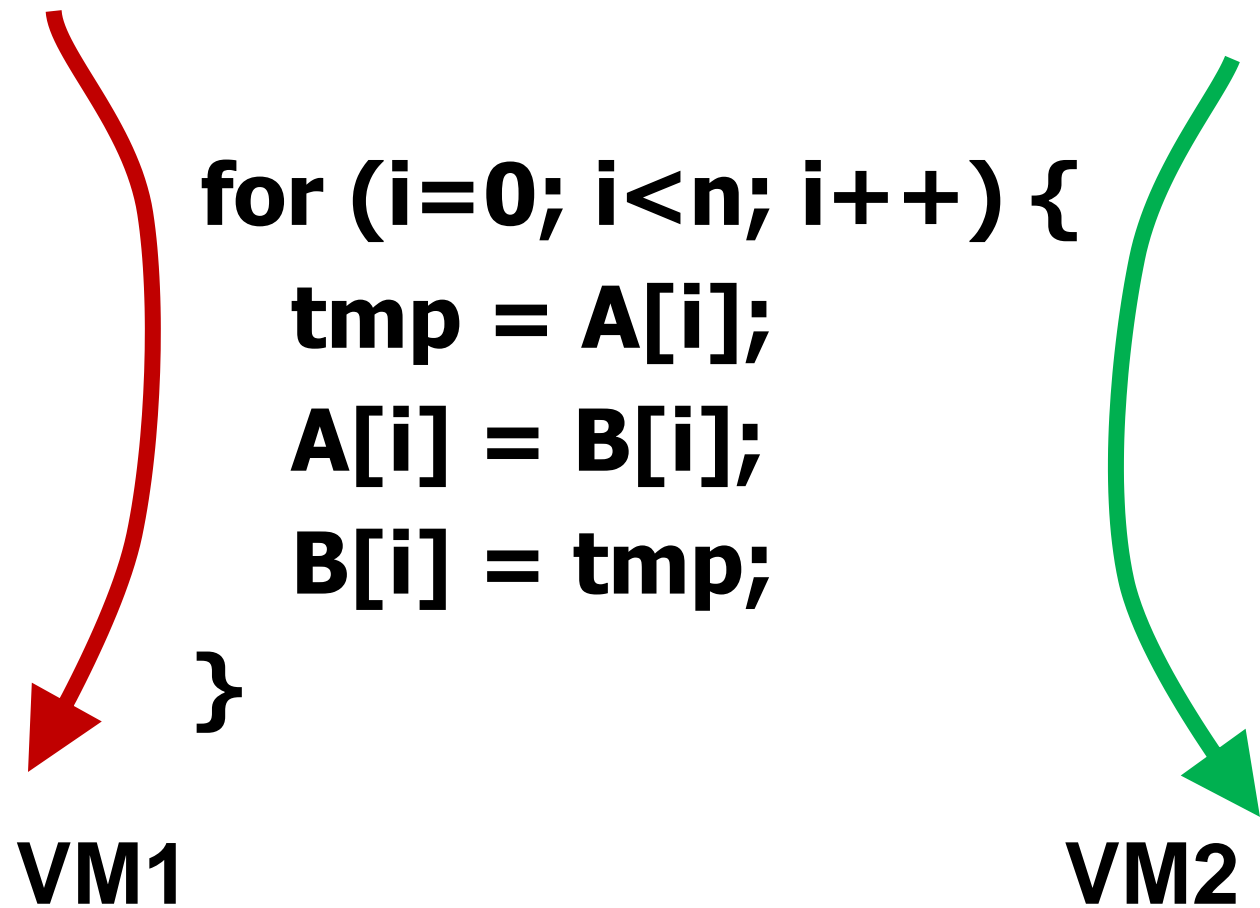 for (i=0; i<n; i++) {
tmp = A[i];
A[i] = B[i];
B[i] = tmp;
}
VM1 VM2